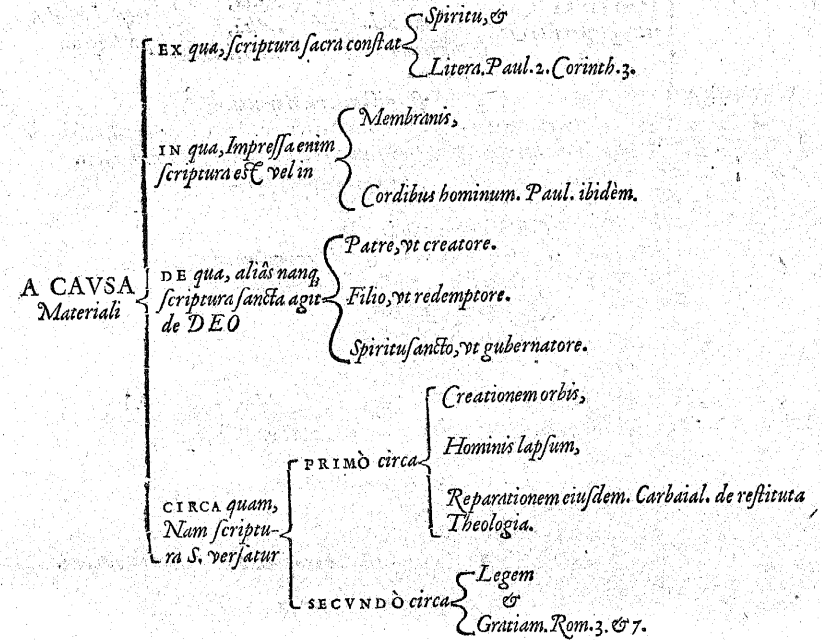 Spiritu, &
EX qua, scriptura sacra constat
Litera. Paul. 2. Corinth. 3.
Membranis,
IN qua, Impressa enim
scriptura est vel in
Cordibus hominum. Paul. ibidèm.
Patre, vt creatore.
DE qua, aliâs nanq;
scriptura sancta agit
de DEO
Filio, vt redemptore.
Spiritusancto, vt gubernatore.
A CAVSA
Materiali
Creationem orbis,
PRIMÒ circa
Hominis lapsum,
Reparationem eiusdem. Carbaial. de restituta
Theologia.
CIRCA quam,
Nam scriptu-
ra S. versatur
Legem
SECVNDÒ circa
&
Gratiam. Rom. 3. & 7.